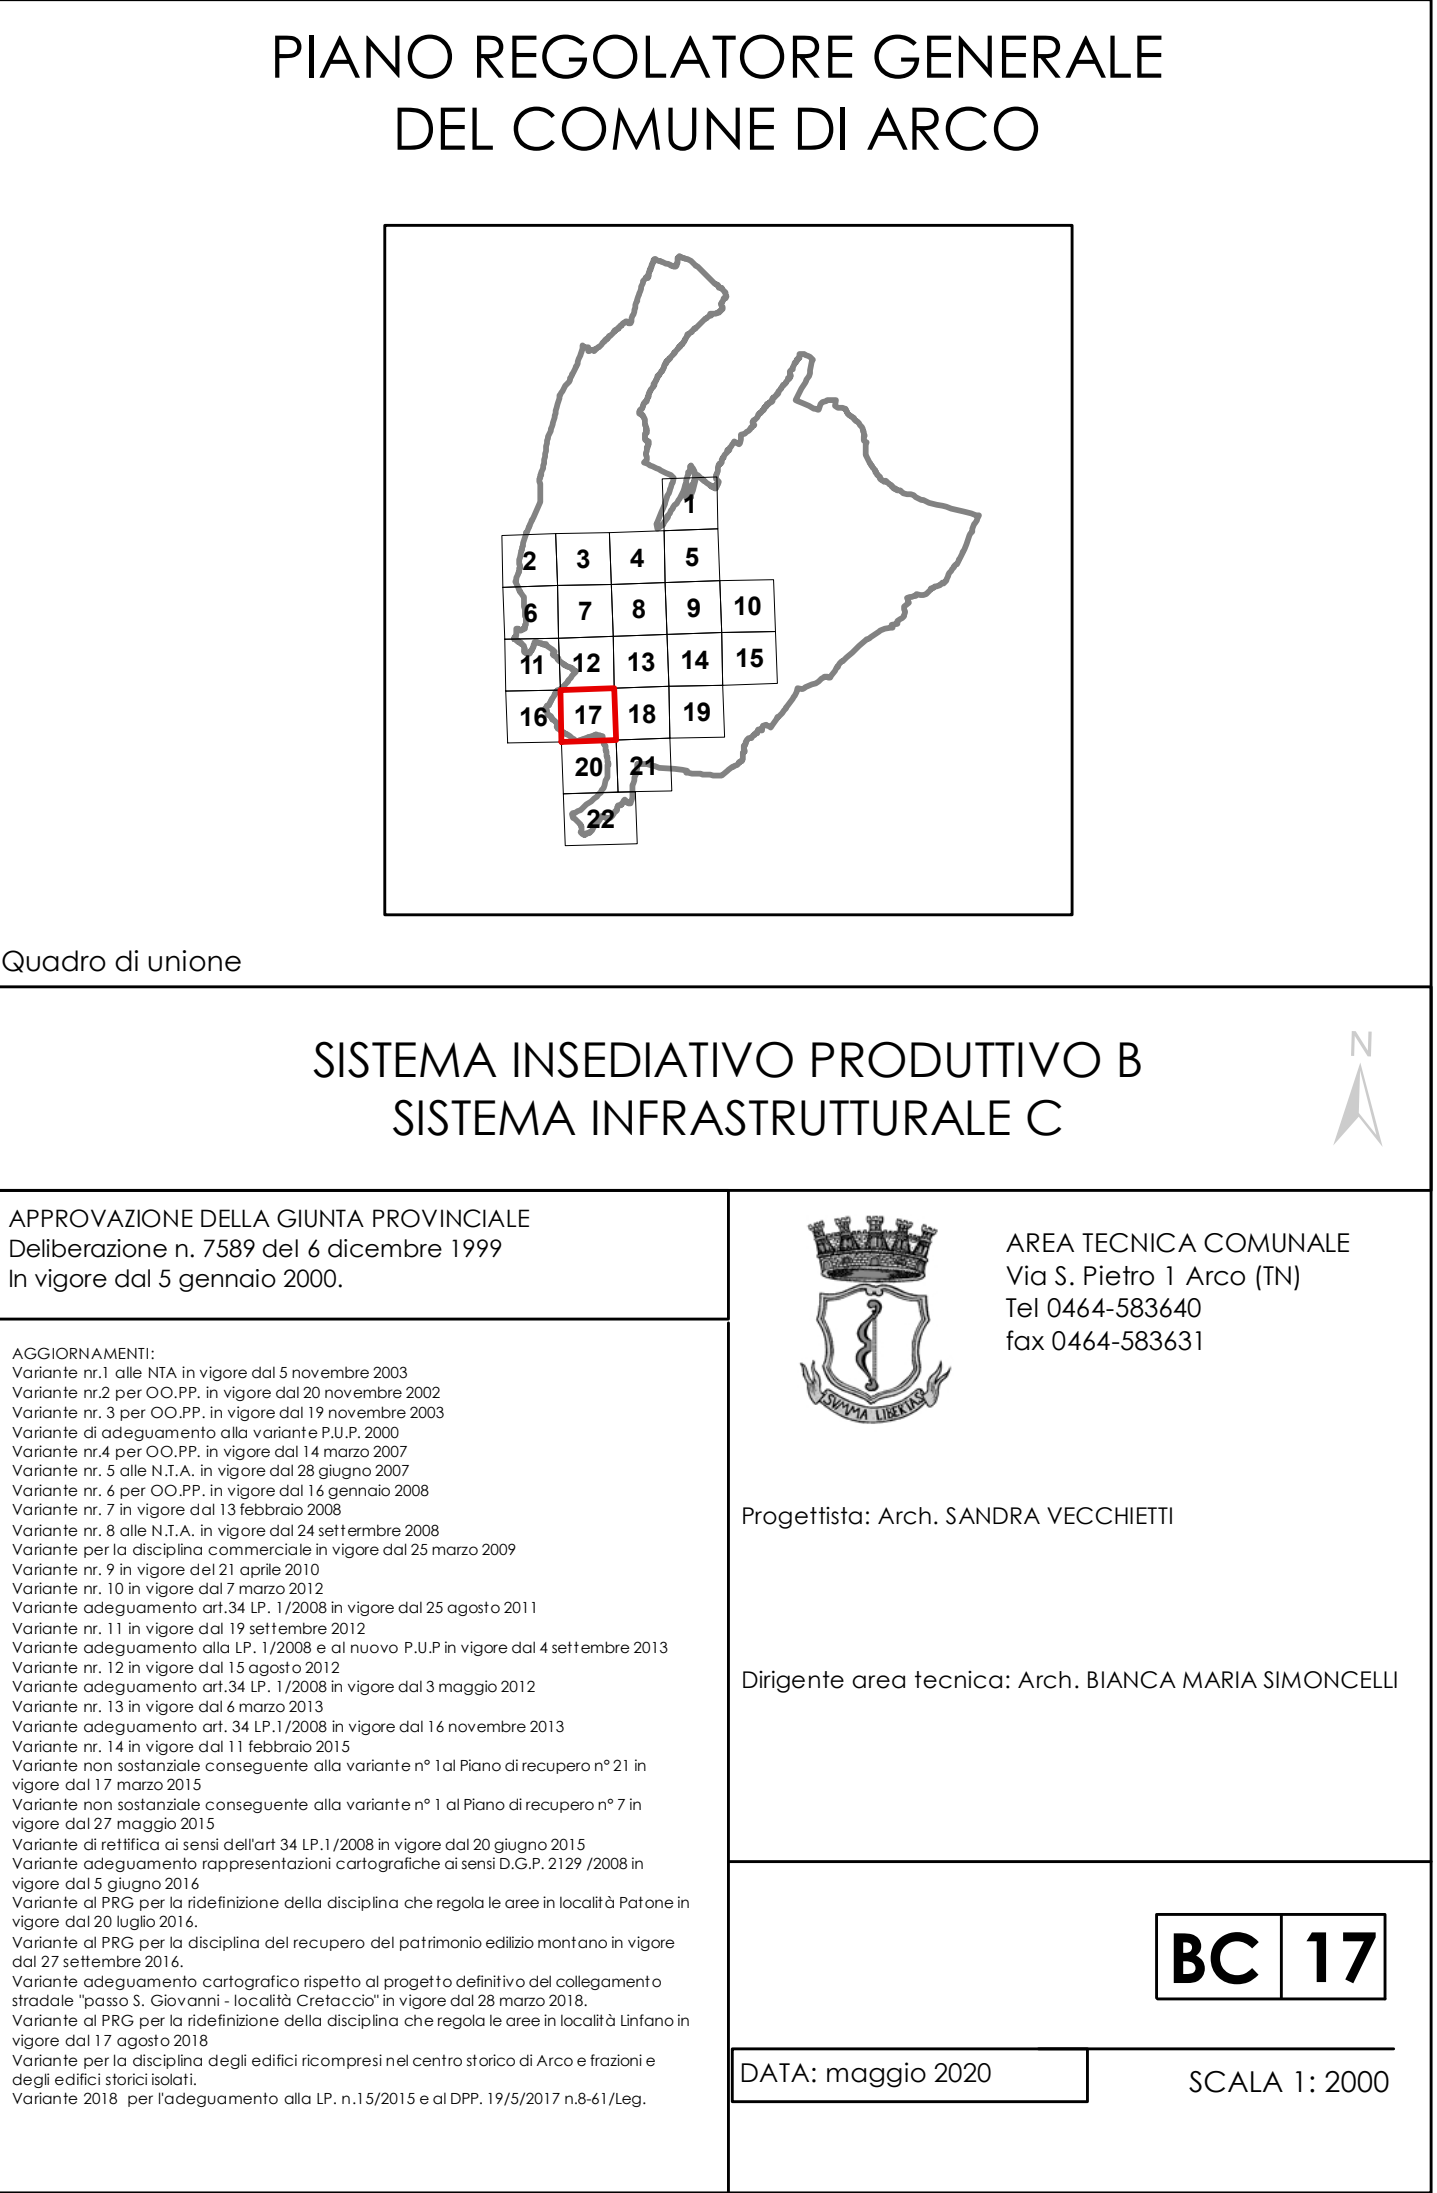 PIANO REGOLATORE GENERALE
DEL COMUNE DI ARCO
1
2 3 4 5
6 7 8 9 10
11 12 13 14 15
16 17 18 19
20 21
22
Quadro di unione
SISTEMA INSEDIATIVO PRODUTTIVO B
SISTEMA INFRASTRUTTURALE C
N
APPROVAZIONE DELLA GIUNTA PROVINCIALE
Deliberazione n. 7589 del 6 dicembre 1999
In vigore dal 5 gennaio 2000.
AGGIORNAMENTI:
Variante nr.1 alle NTA in vigore dal 5 novembre 2003
Variante nr.2 per OO.PP. in vigore dal 20 novembre 2002
Variante nr. 3 per OO.PP. in vigore dal 19 novembre 2003
Variante di adeguamento alla variante P.U.P. 2000
Variante nr.4 per OO.PP. in vigore dal 14 marzo 2007
Variante nr. 5 alle N.T.A. in vigore dal 28 giugno 2007
Variante nr. 6 per OO.PP. in vigore dal 16 gennaio 2008
Variante nr. 7 in vigore dal 13 febbraio 2008
Variante nr. 8 alle N.T.A. in vigore dal 24 settermbre 2008
Variante per la disciplina commerciale in vigore dal 25 marzo 2009
Variante nr. 9 in vigore del 21 aprile 2010
Variante nr. 10 in vigore dal 7 marzo 2012
Variante adeguamento art.34 LP. 1/2008 in vigore dal 25 agosto 2011
Variante nr. 11 in vigore dal 19 settembre 2012
Variante adeguamento alla LP. 1/2008 e al nuovo P.U.P in vigore dal 4 settembre 2013
Variante nr. 12 in vigore dal 15 agosto 2012
Variante adeguamento art.34 LP. 1/2008 in vigore dal 3 maggio 2012
Variante nr. 13 in vigore dal 6 marzo 2013
Variante adeguamento art. 34 LP.1/2008 in vigore dal 16 novembre 2013
Variante nr. 14 in vigore dal 11 febbraio 2015
Variante non sostanziale conseguente alla variante n° 1al Piano di recupero n° 21 in
vigore dal 17 marzo 2015
Variante non sostanziale conseguente alla variante n° 1 al Piano di recupero n° 7 in
vigore dal 27 maggio 2015
Variante di rettifica ai sensi dell'art 34 LP.1/2008 in vigore dal 20 giugno 2015
Variante adeguamento rappresentazioni cartografiche ai sensi D.G.P. 2129 /2008 in
vigore dal 5 giugno 2016
Variante al PRG per la ridefinizione della disciplina che regola le aree in località Patone in
vigore dal 20 luglio 2016.
Variante al PRG per la disciplina del recupero del patrimonio edilizio montano in vigore
dal 27 settembre 2016.
Variante adeguamento cartografico rispetto al progetto definitivo del collegamento
stradale "passo S. Giovanni - località Cretaccio" in vigore dal 28 marzo 2018.
Variante al PRG per la ridefinizione della disciplina che regola le aree in località Linfano in
vigore dal 17 agosto 2018
Variante per la disciplina degli edifici ricompresi nel centro storico di Arco e frazioni e
degli edifici storici isolati.
Variante 2018 per l'adeguamento alla LP. n.15/2015 e al DPP. 19/5/2017 n.8-61/Leg.
SUMMA LIBERTAS
AREA TECNICA COMUNALE
Via S. Pietro 1 Arco (TN)
Tel 0464-583640
fax 0464-583631
Progettista: Arch. SANDRA VECCHIETTI
Dirigente area tecnica: Arch. BIANCA MARIA SIMONCELLI
BC 17
DATA: maggio 2020
SCALA 1: 2000